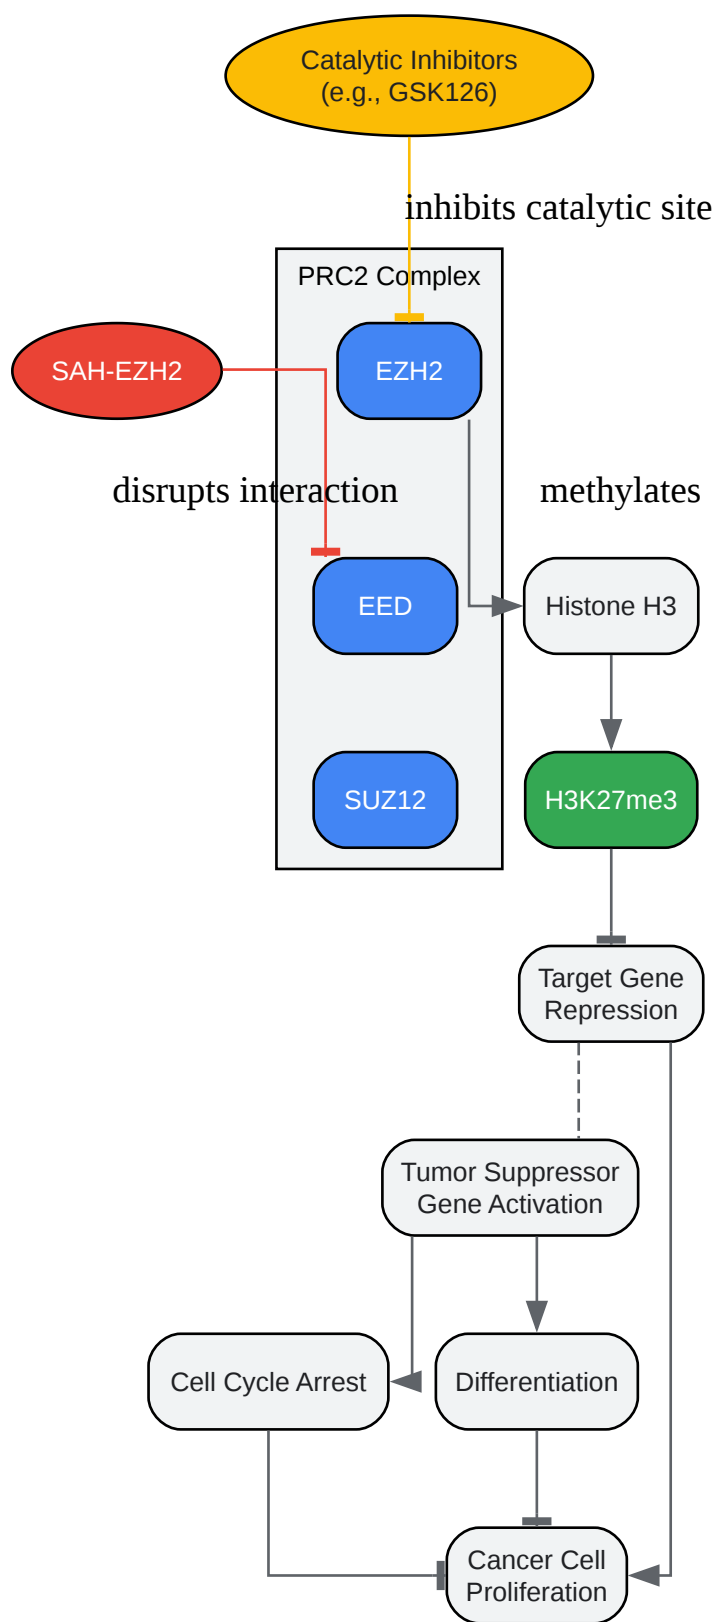 Catalytic Inhibitors
(e.g., GSK126)
inhibits catalytic site
PRC2 Complex
SAH-EZH2
EZH2
disrupts interaction
methylates
EED
Histone H3
SUZ12
H3K27me3
Target Gene
Repression
Tumor Suppressor
Gene Activation
Cell Cycle Arrest
Differentiation
Cancer Cell
Proliferation